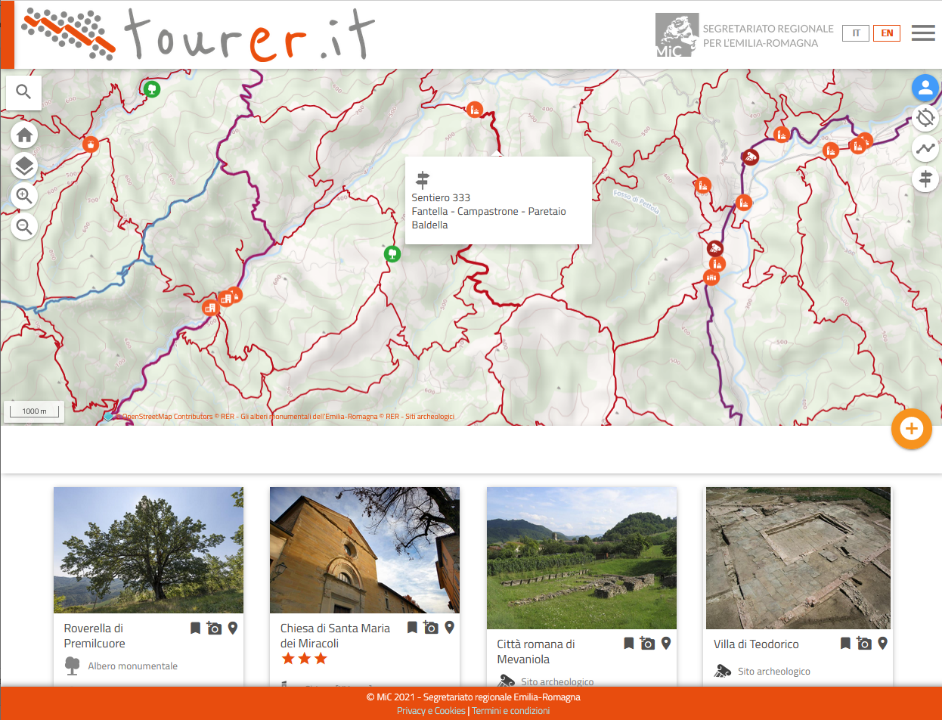 tourer.it
MiC
SEGRETARIATO REGIONALE
PER L'EMILIA-ROMAGNA
IT
EN
Sentiero 333
Fantella - Campastrone - Paretaio
Baldella
1000 m
OpenStreetMap Contributors © RER - Gli alberi monumentali dell'Emilia-Romagna © RER - Siti archeologici
Roverella di
Premilcuore
Albero monumentale
Chiesa di Santa Maria
dei Miracoli
Città romana di
Mevaniola
Sito archeologico
Villa di Teodorico
Sito archeologico
© MiC 2021 - Segretariato regionale Emilia-Romagna
Privacy e Cookies | Termini e condizioni